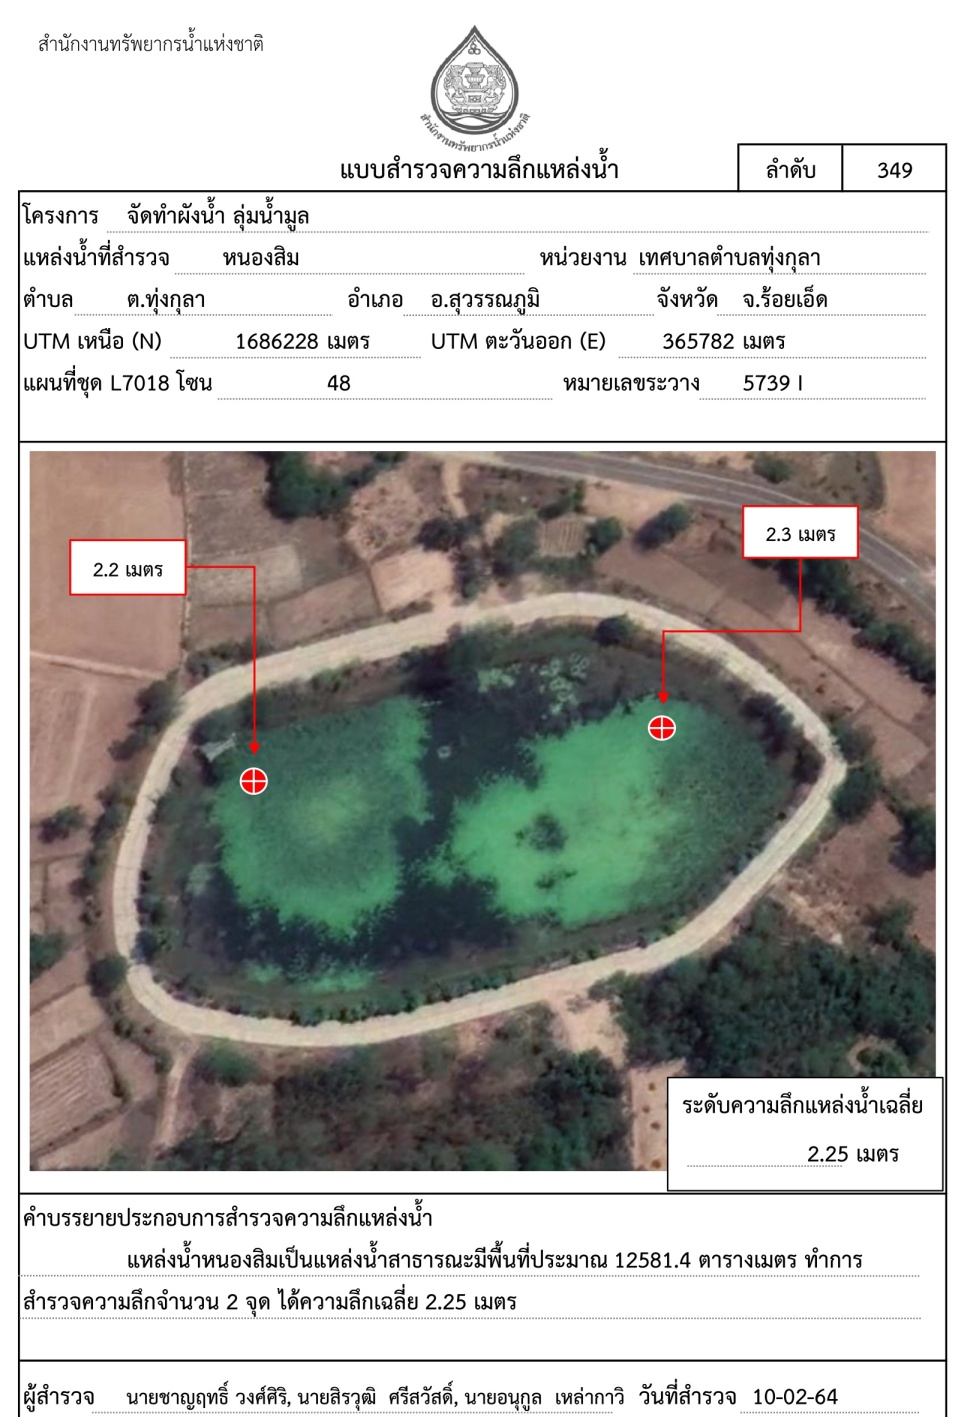 สำนักงานทรัพยากรน้ำแห่งชาติ
สำนักงานทรัพยากรน้ำแห่งชาติ
แบบสำรวจความลึกแหล่งน้ำ
ลำดับ 349
โครงการ จัดทำผังน้ำ ลุ่มน้ำมูล
แหล่งน้ำที่สำรวจ หนองสิม หน่วยงาน เทศบาลตำบลทุ่งกุลา
ตำบล ต.ทุ่งกุลา อำเภอ อ.สุวรรณภูมิ จังหวัด จ.ร้อยเอ็ด
UTM เหนือ (N) 1686228 เมตร UTM ตะวันออก (E) 365782 เมตร
แผนที่ชุด L7018 โซน 48 หมายเลขระวาง 5739 I
2.3 เมตร
2.2 เมตร
ระดับความลึกแหล่งน้ำเฉลี่ย
2.25 เมตร
คำบรรยายประกอบการสำรวจความลึกแหล่งน้ำ
แหล่งน้ำหนองสิมเป็นแหล่งน้ำสาธารณะมีพื้นที่ประมาณ 12581.4 ตารางเมตร ทำการ
สำรวจความลึกจำนวน 2 จุด ได้ความลึกเฉลี่ย 2.25 เมตร
ผู้สำรวจ นายชาญฤทธิ์ วงศ์ศิริ, นายสิรวุฒิ ศรีสวัสดิ์, นายอนุกูล เหล่ากาวิ วันที่สำรวจ 10-02-64